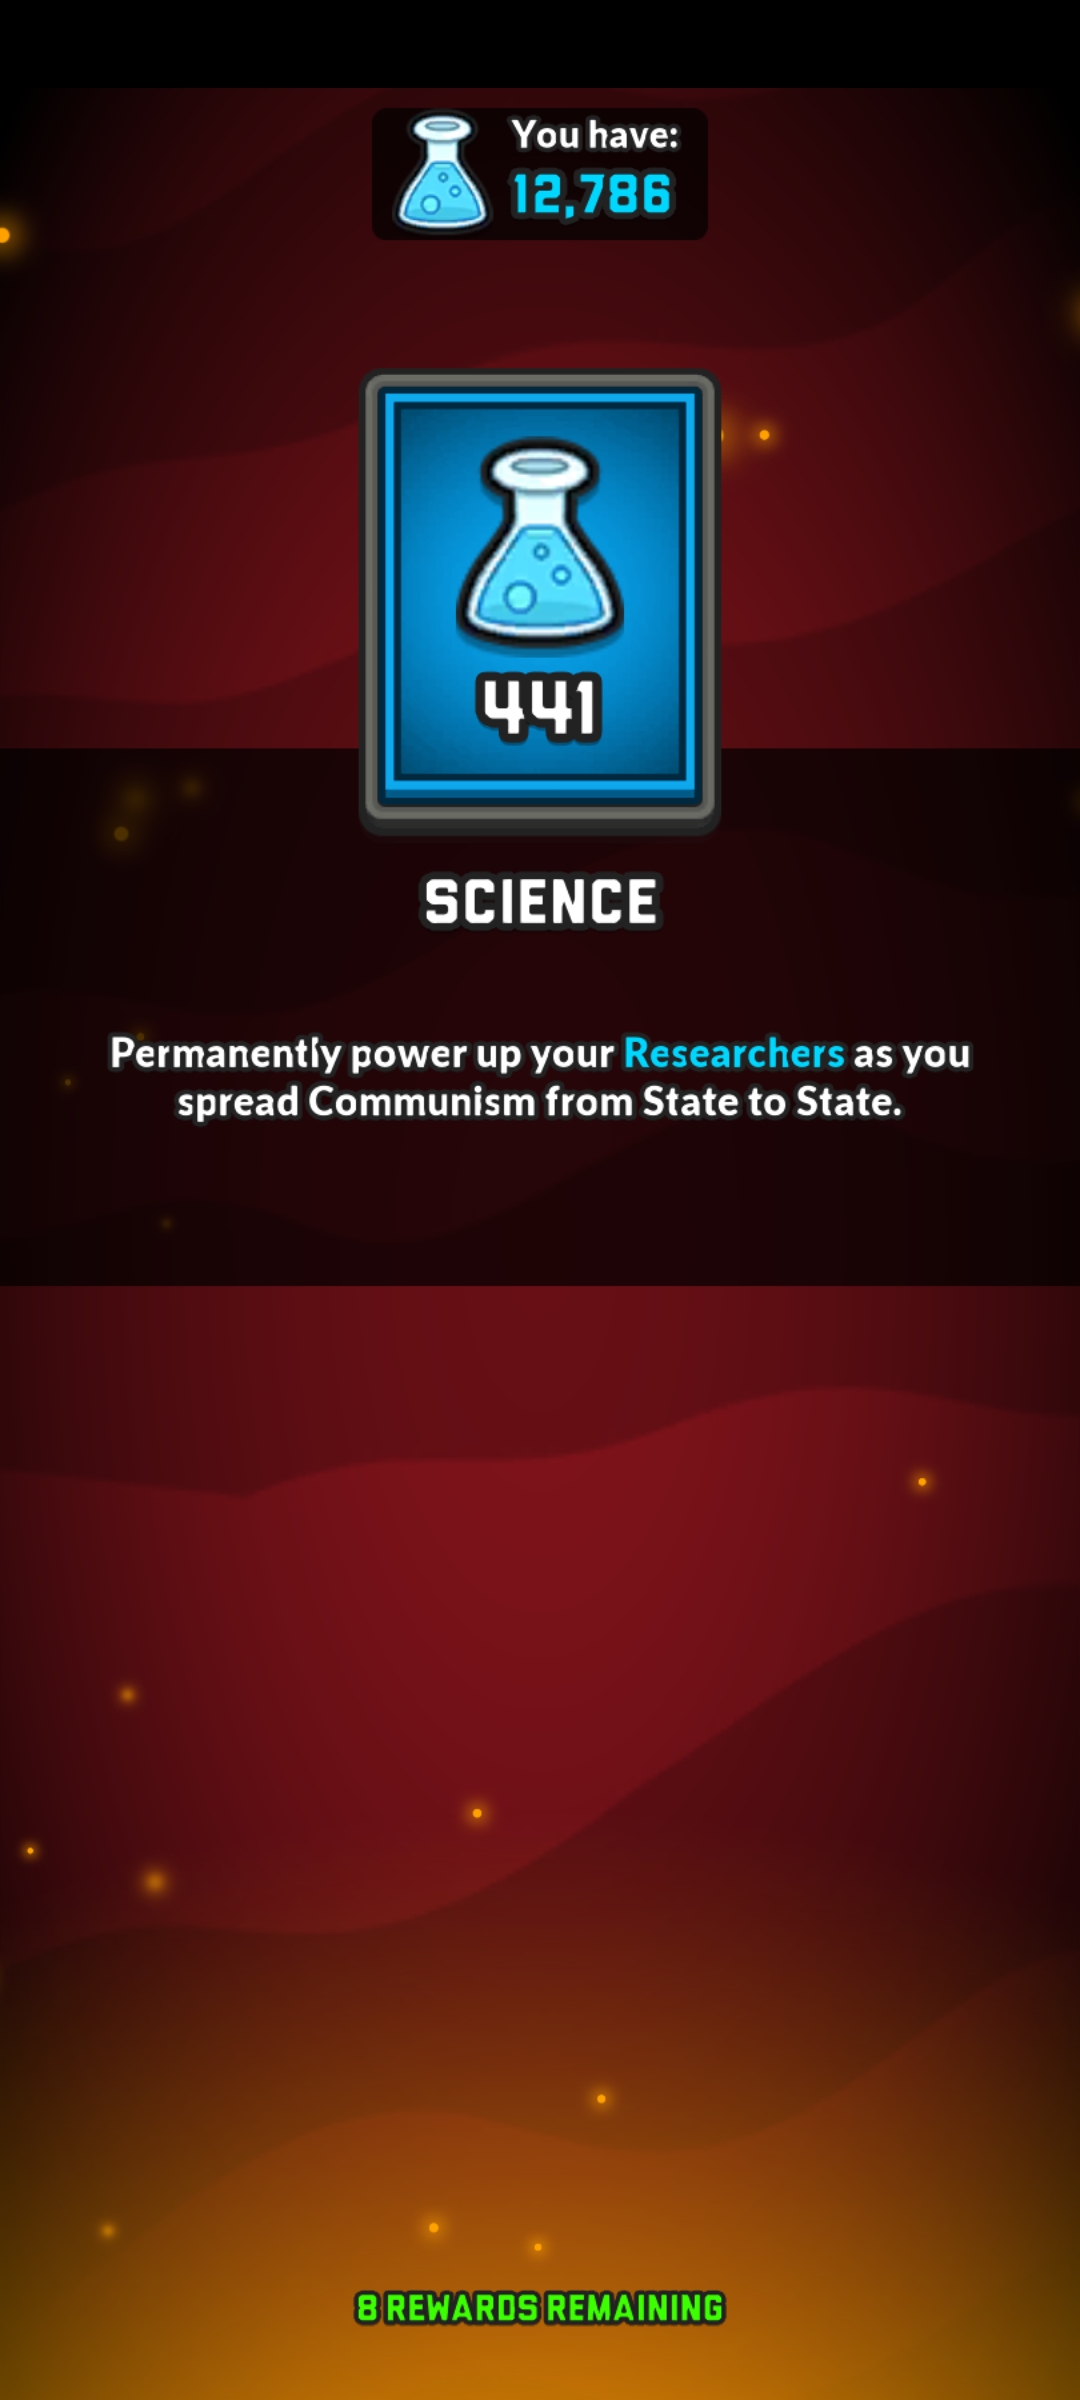 You have:
12,786
441
SCIENCE
Permanently power up your Researchers as you
spread Communism from State to State.
8 REWARDS REMAINING